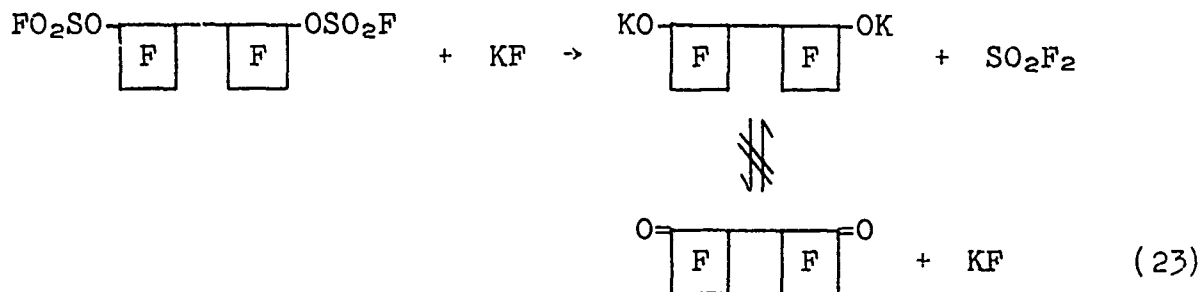 FO₂SO F F OSO₂F + KF → KO F F OK + SO₂F₂
O= F F =O + KF (23)